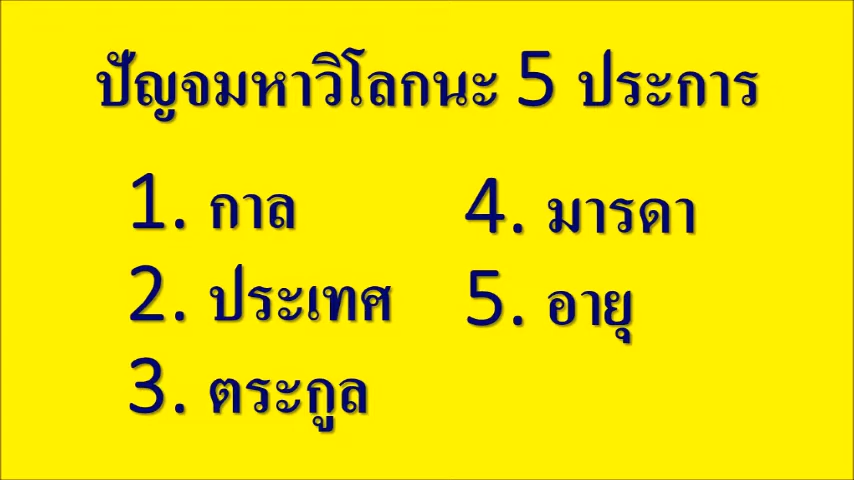 ปัญจมหาวิโลกนะ 5 ประการ
1. กาล
2. ประเทศ
3. ตระกูล
4. มารดา
5. อายุ